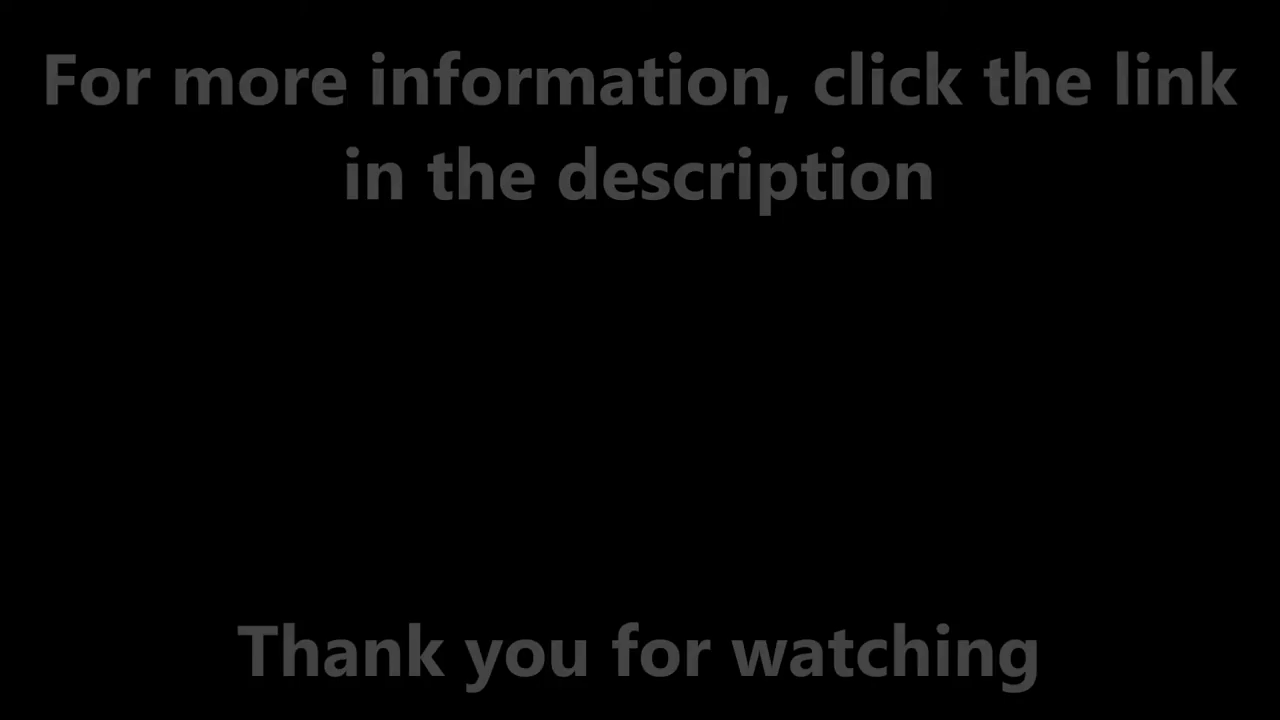 For more information, click the link
in the description
Thank you for watching